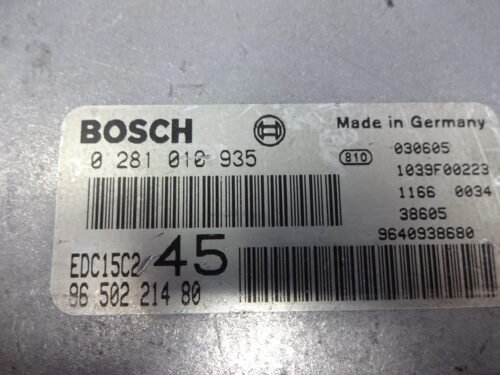 BOSCH
Made in Germany
0 281 010 935
810
030605
1039F00223
1166 0034
38605
9640938680
EDC15C2 45
96 502 214 80